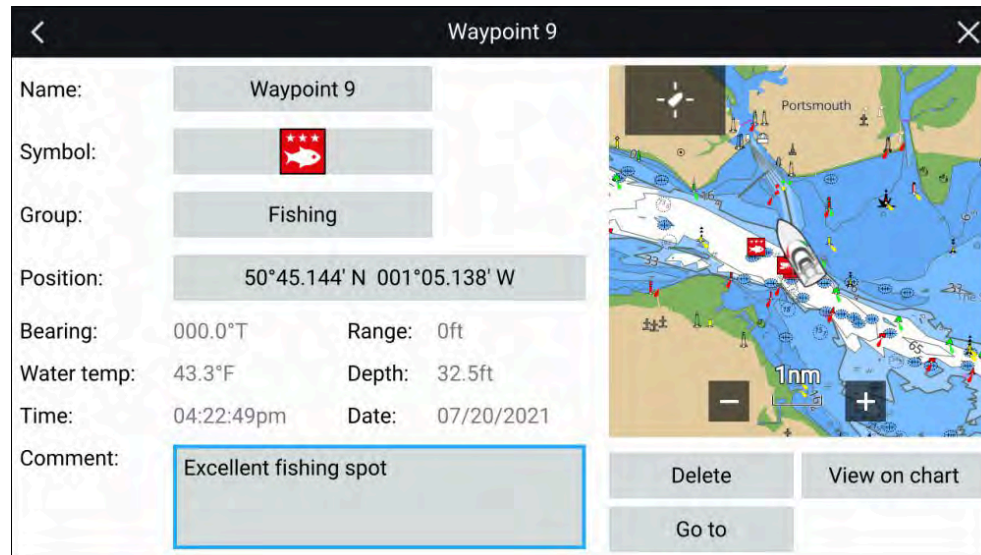 Waypoint 9
Name: Waypoint 9
Symbol:
Group: Fishing
Position: 50°45.144' N 001°05.138' W
Bearing: 000.0°T Range: 0ft
Water temp: 43.3°F Depth: 32.5ft
Time: 04:22:49pm Date: 07/20/2021
Comment: Excellent fishing spot
Portsmouth
33
65
1nm
Delete View on chart
Go to